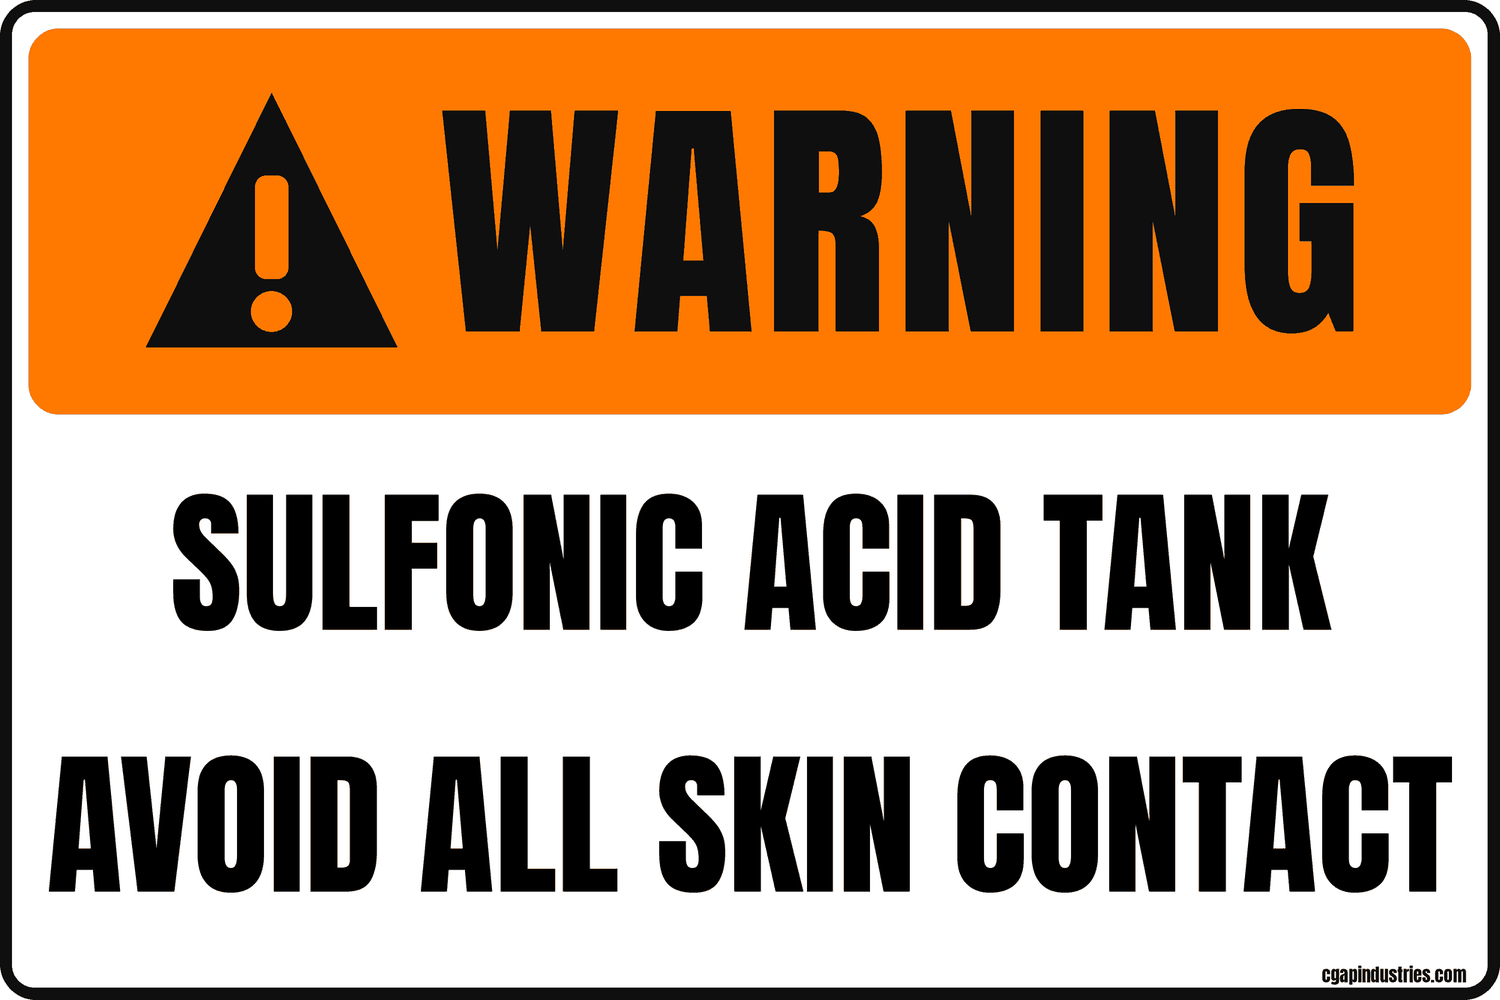 WARNING
SULFONIC ACID TANK
AVOID ALL SKIN CONTACT
cgapindustries.com